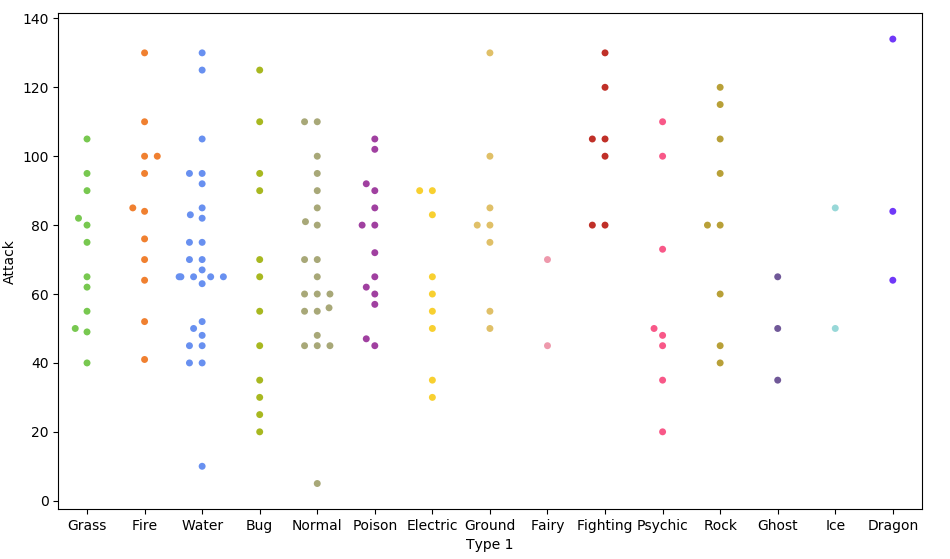 140
120
100
80
60
40
20
0
Attack
Grass Fire Water Bug Normal Poison Electric Ground Fairy Fighting Psychic Rock Ghost Ice Dragon
Type 1